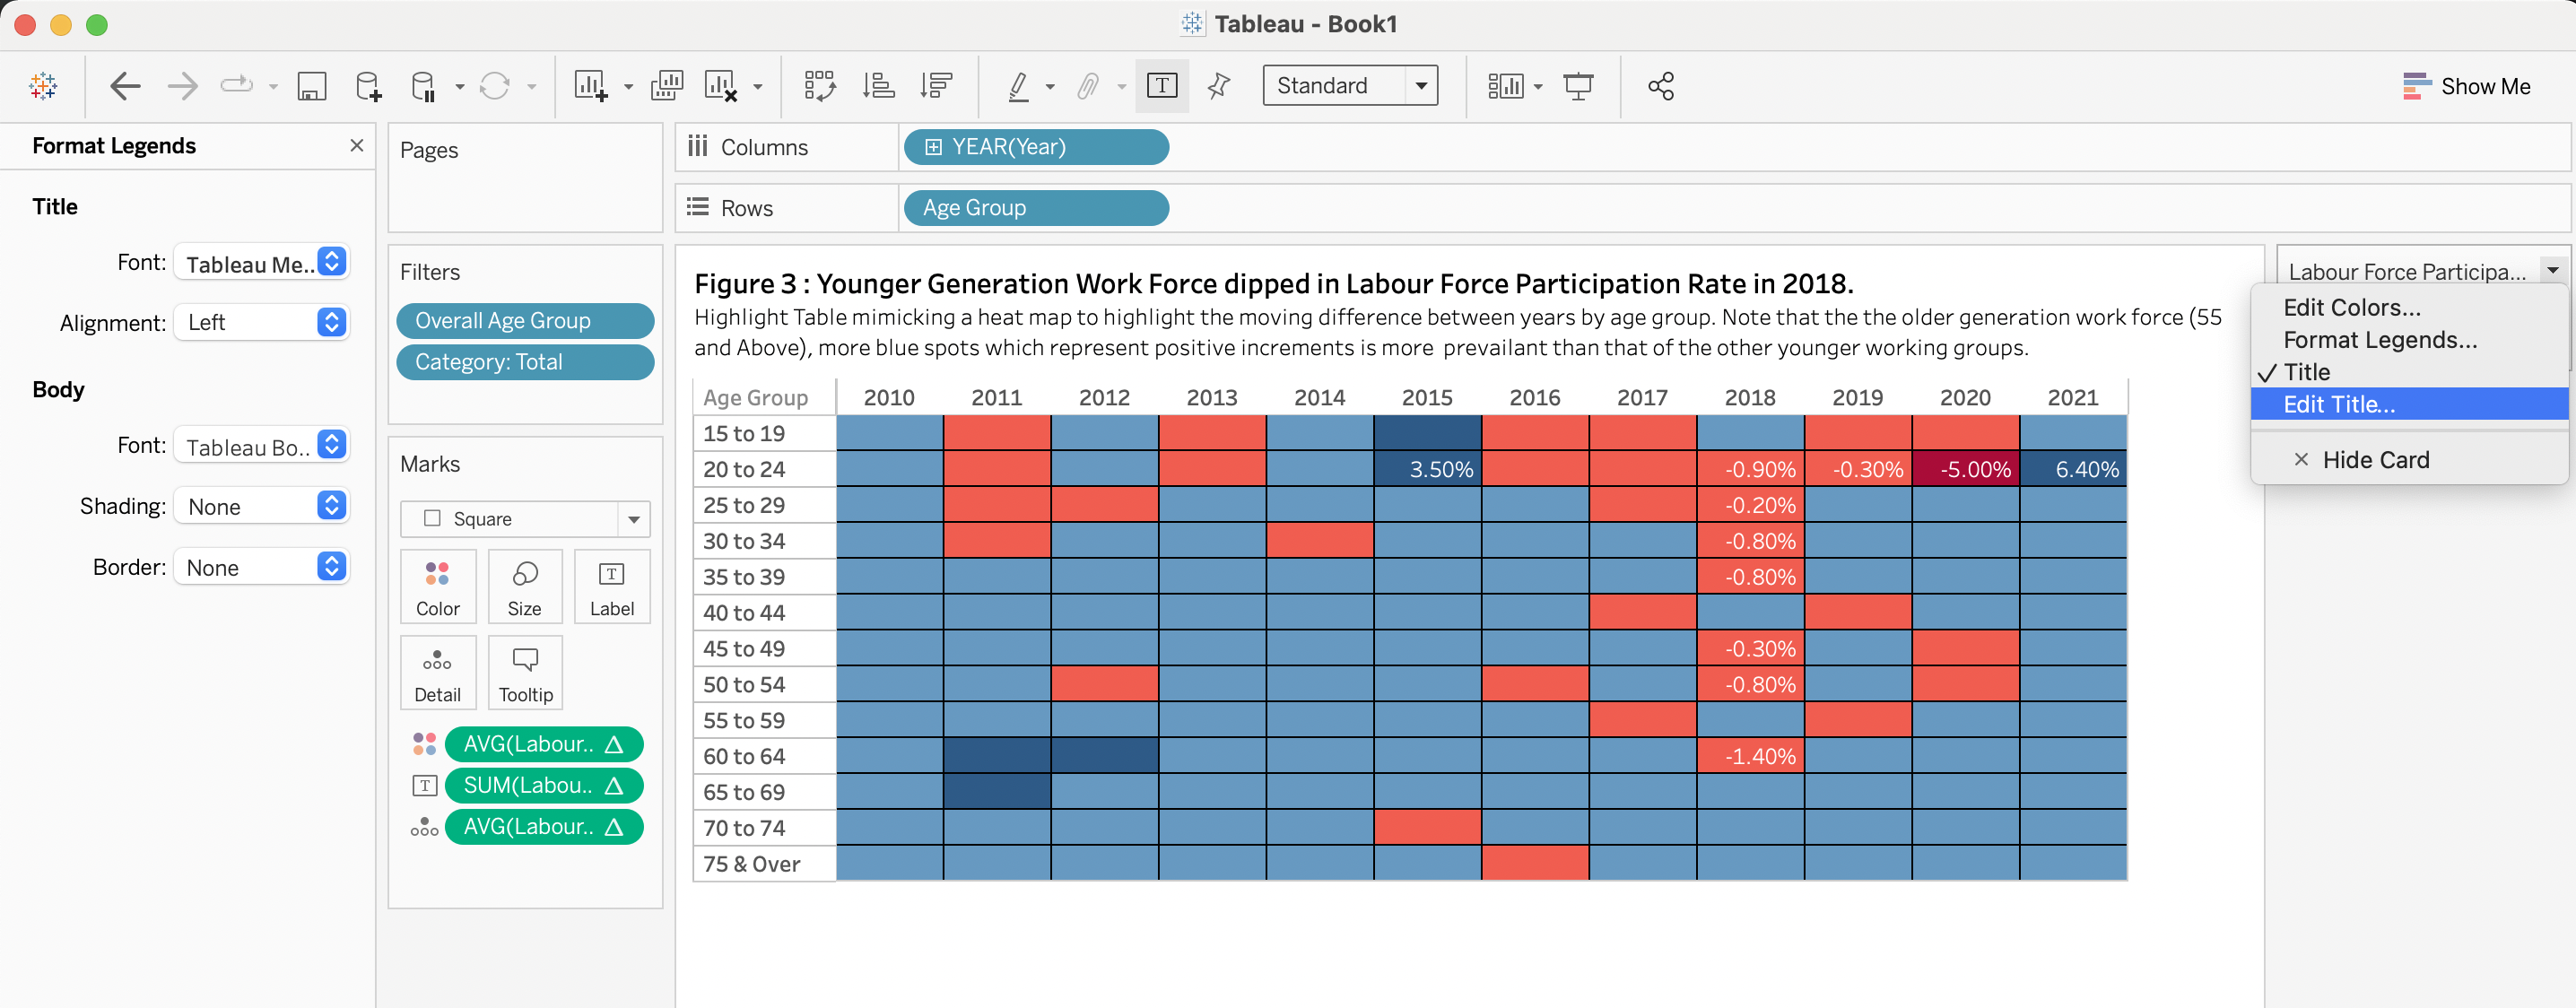 Tableau - Book1
Standard
Show Me
Format Legends
Title
Font: Tableau Me..
Alignment: Left
Body
Font: Tableau Bo..
Shading: None
Border: None
Pages
Filters
Overall Age Group
Category: Total
Marks
Square
Color Size Label
Detail Tooltip
AVG(Labour..
SUM(Labou..
AVG(Labour..
Columns YEAR(Year)
Rows Age Group
Figure 3 : Younger Generation Work Force dipped in Labour Force Participation Rate in 2018.
Highlight Table mimicking a heat map to highlight the moving difference between years by age group. Note that the the older generation work force (55
and Above), more blue spots which represent positive increments is more prevailant than that of the other younger working groups.
Age Group 2010 2011 2012 2013 2014 2015 2016 2017 2018 2019 2020 2021
15 to 19
20 to 24 3.50% -0.90% -0.30% -5.00% 6.40%
25 to 29 -0.20%
30 to 34 -0.80%
35 to 39 -0.80%
40 to 44
45 to 49 -0.30%
50 to 54 -0.80%
55 to 59
60 to 64 -1.40%
65 to 69
70 to 74
75 & Over
Labour Force Participa...
Edit Colors...
Format Legends...
Title
Edit Title...
Hide Card